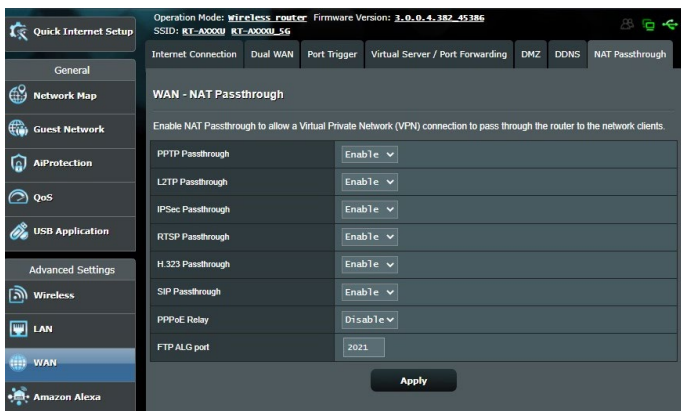 Quick Internet Setup
General
Network Map
Guest Network
AiProtection
QoS
USB Application
Advanced Settings
Wireless
LAN
WAN
Amazon Alexa
Operation Mode: Wireless router Firmware Version: 3.0.0.4.382_45386
SSID: RT-AXXXU RT-AXXXU_5G
Internet Connection Dual WAN Port Trigger Virtual Server / Port Forwarding DMZ DDNS NAT Passthrough
WAN - NAT Passthrough
Enable NAT Passthrough to allow a Virtual Private Network (VPN) connection to pass through the router to the network clients.
PPTP Passthrough Enable
L2TP Passthrough Enable
IPSec Passthrough Enable
RTSP Passthrough Enable
H.323 Passthrough Enable
SIP Passthrough Enable
PPPoE Relay Disable
FTP ALG port 2021
Apply